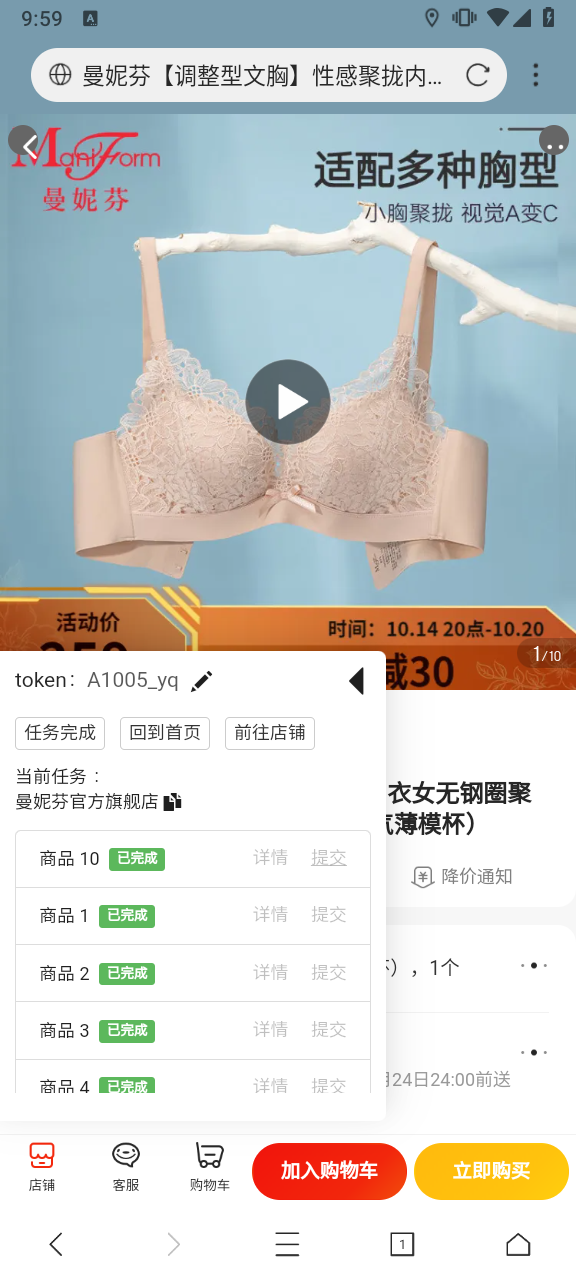 9:59
A
曼妮芬【调整型文胸】性感聚拢内...
ManiForm
曼妮芬
适配多种胸型
小胸聚拢 视觉A变C
活动价
时间：10.14 20点-10.20
减30
1/10
token： A1005_yq
任务完成 回到首页 前往店铺
当前任务：
曼妮芬官方旗舰店
商品 10 已完成 详情 提交
商品 1 已完成 详情 提交
商品 2 已完成 详情 提交
商品 3 已完成 详情 提交
商品 4 已完成 详情 提交
衣女无钢圈聚
薄模杯）
降价通知
），1个
月24日24:00前送
店铺 客服 购物车 加入购物车 立即购买
1